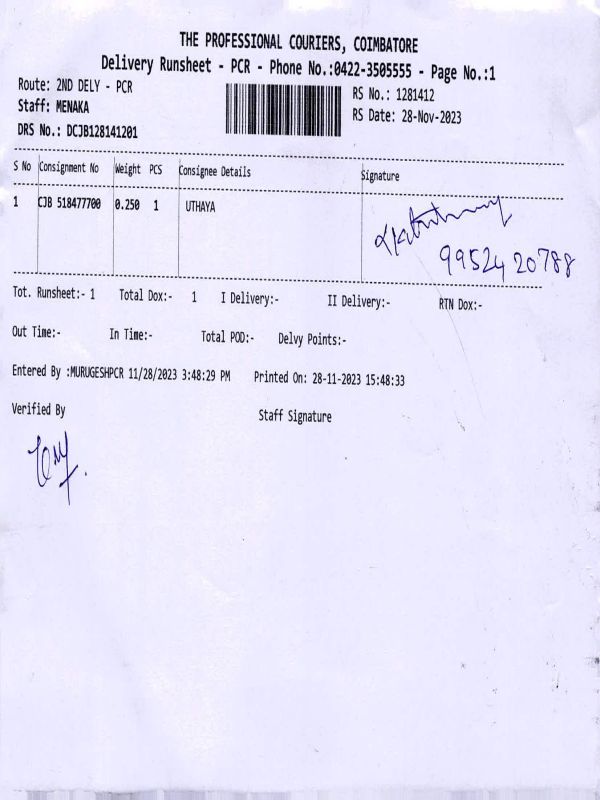 THE PROFESSIONAL COURIERS, COIMBATORE
Delivery Runsheet - PCR - Phone No.:0422-3505555 - Page No.:1
Route: 2ND DELY - PCR
RS No.: 1281412
Staff: MENAKA
RS Date: 28-Nov-2023
DRS No.: DCJB128141201
S No Consignment No Weight PCS Consignee Details Signature
1 CJB 518477700 0.250 1 UTHAYA
9952420788
Tot. Runsheet:- 1 Total Dox:- 1 I Delivery:- II Delivery:- RTN Dox:-
Out Time:- In Time:- Total POD:- Delvy Points:-
Entered By :MURUGESHPCR 11/28/2023 3:48:29 PM Printed On: 28-11-2023 15:48:33
Verified By Staff Signature